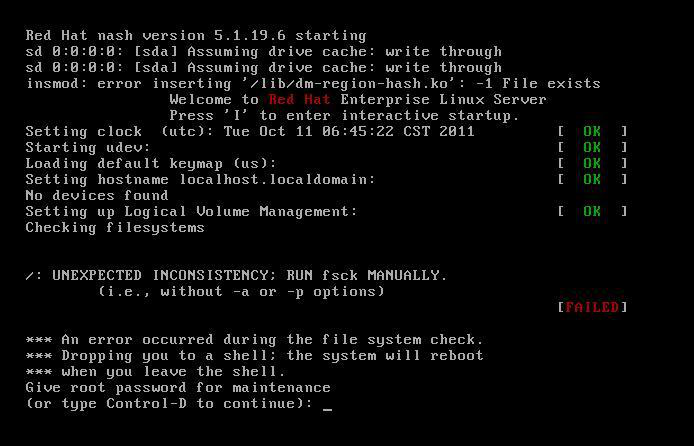 Red Hat nash version 5.1.19.6 starting
sd 0:0:0:0: [sda] Assuming drive cache: write through
sd 0:0:0:0: [sda] Assuming drive cache: write through
insmod: error inserting '/lib/dm-region-hash.ko': -1 File exists
Welcome to Red Hat Enterprise Linux Server
Press 'I' to enter interactive startup.
Setting clock  (utc): Tue Oct 11 06:45:22 CST 2011 [  OK  ]
Starting udev: [  OK  ]
Loading default keymap (us): [  OK  ]
Setting hostname localhost.localdomain: [  OK  ]
No devices found
Setting up Logical Volume Management: [  OK  ]
Checking filesystems
/: UNEXPECTED INCONSISTENCY; RUN fsck MANUALLY.
(i.e., without -a or -p options)
[FAILED]
*** An error occurred during the file system check.
*** Dropping you to a shell; the system will reboot
*** when you leave the shell.
Give root password for maintenance
(or type Control-D to continue): _